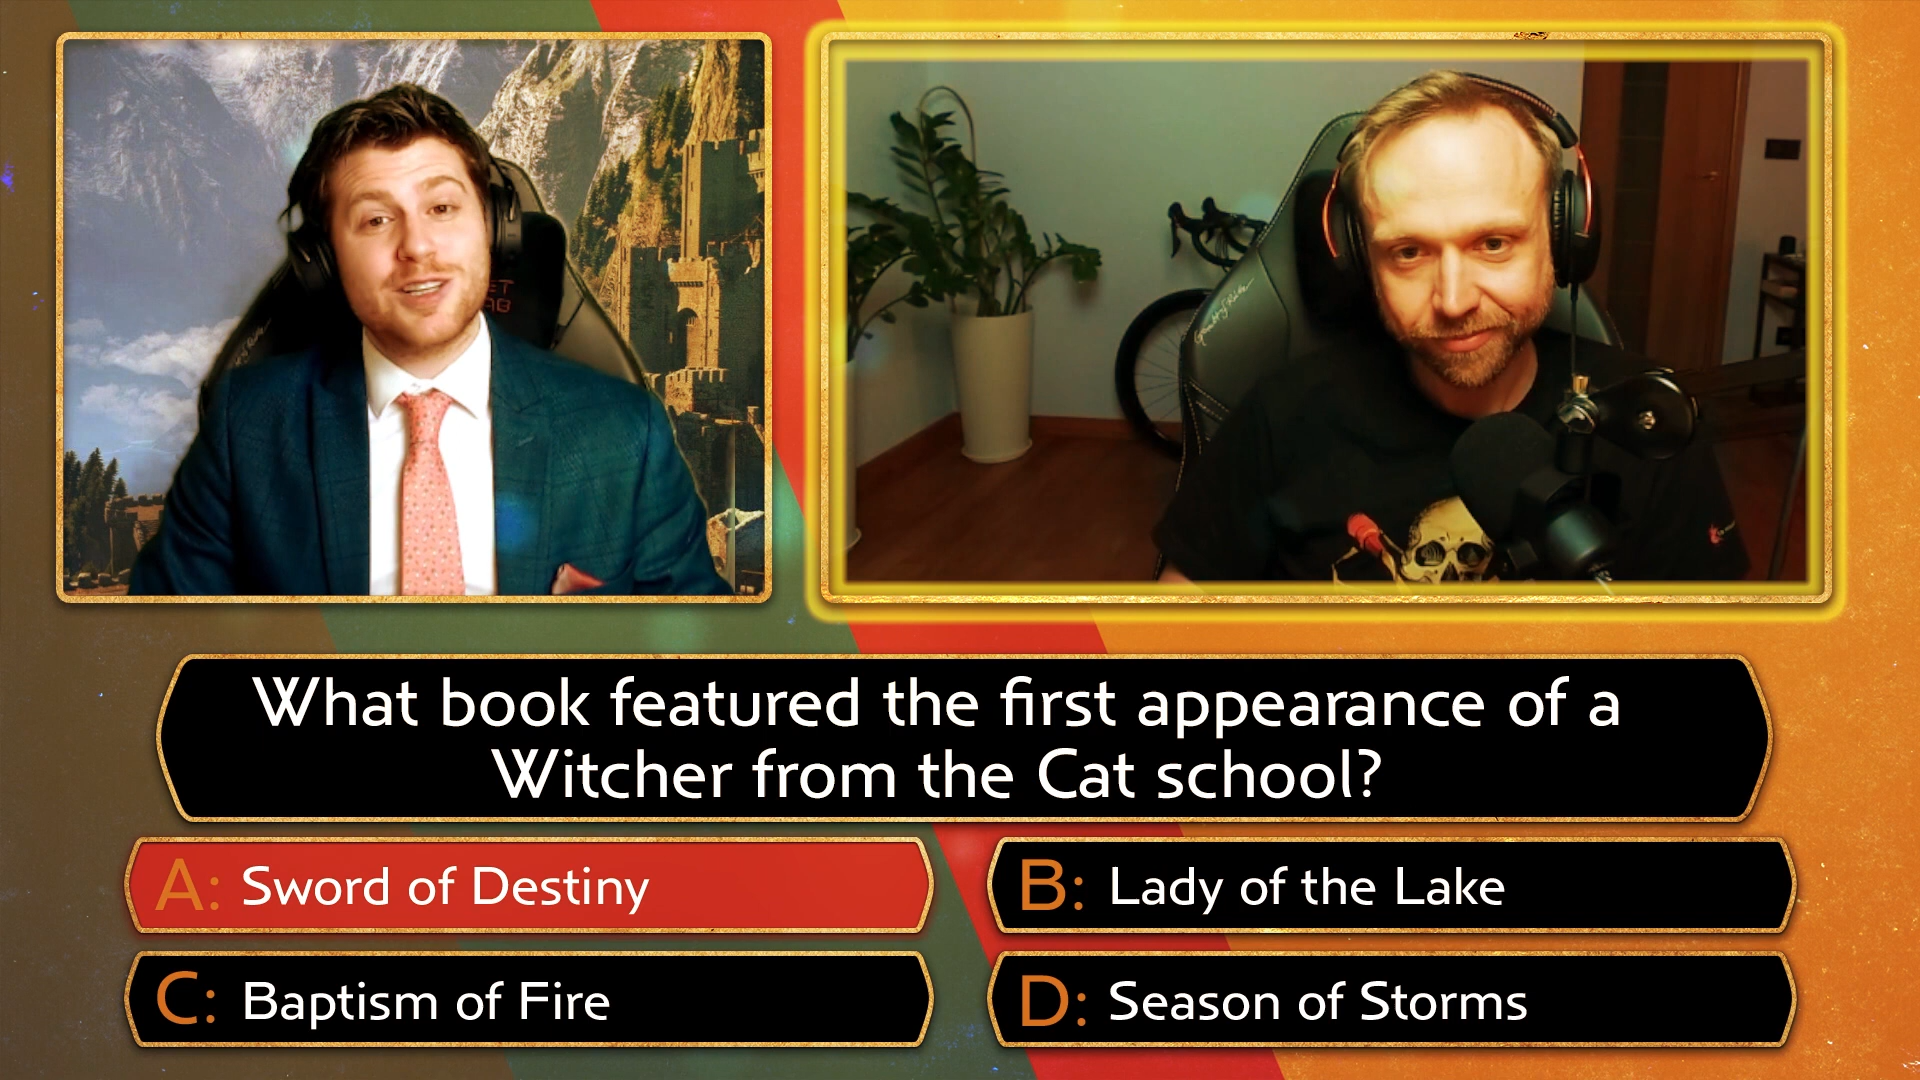 What book featured the first appearance of a
Witcher from the Cat school?
A: Sword of Destiny
B: Lady of the Lake
C: Baptism of Fire
D: Season of Storms